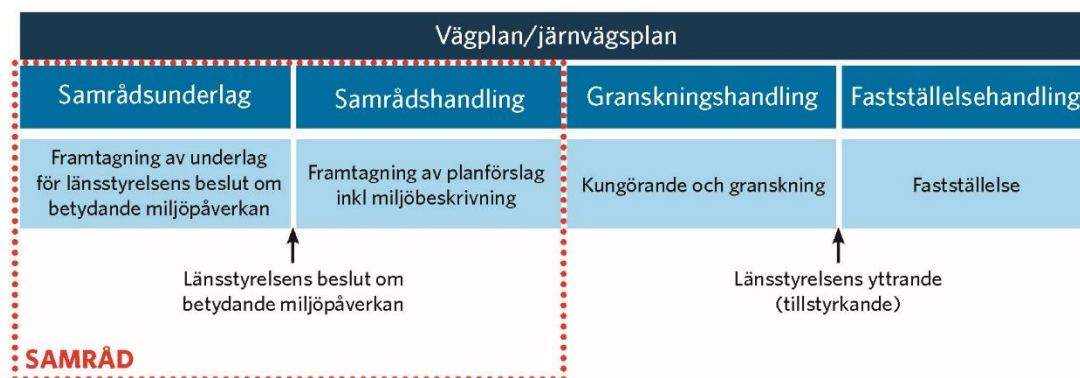 Vägplan/järnvägsplan
Samrådsunderlag
Samrådshandling
Granskningshandling
Fastställelsehandling
Framtagning av underlag
för länsstyrelsens beslut om
betydande miljöpåverkan
Framtagning av planförslag
inkl miljöbeskrivning
Kungörande och granskning
Fastställelse
Länsstyrelsens beslut om
betydande miljöpåverkan
Länsstyrelsens yttrande
(tillstyrkande)
SAMRÅD